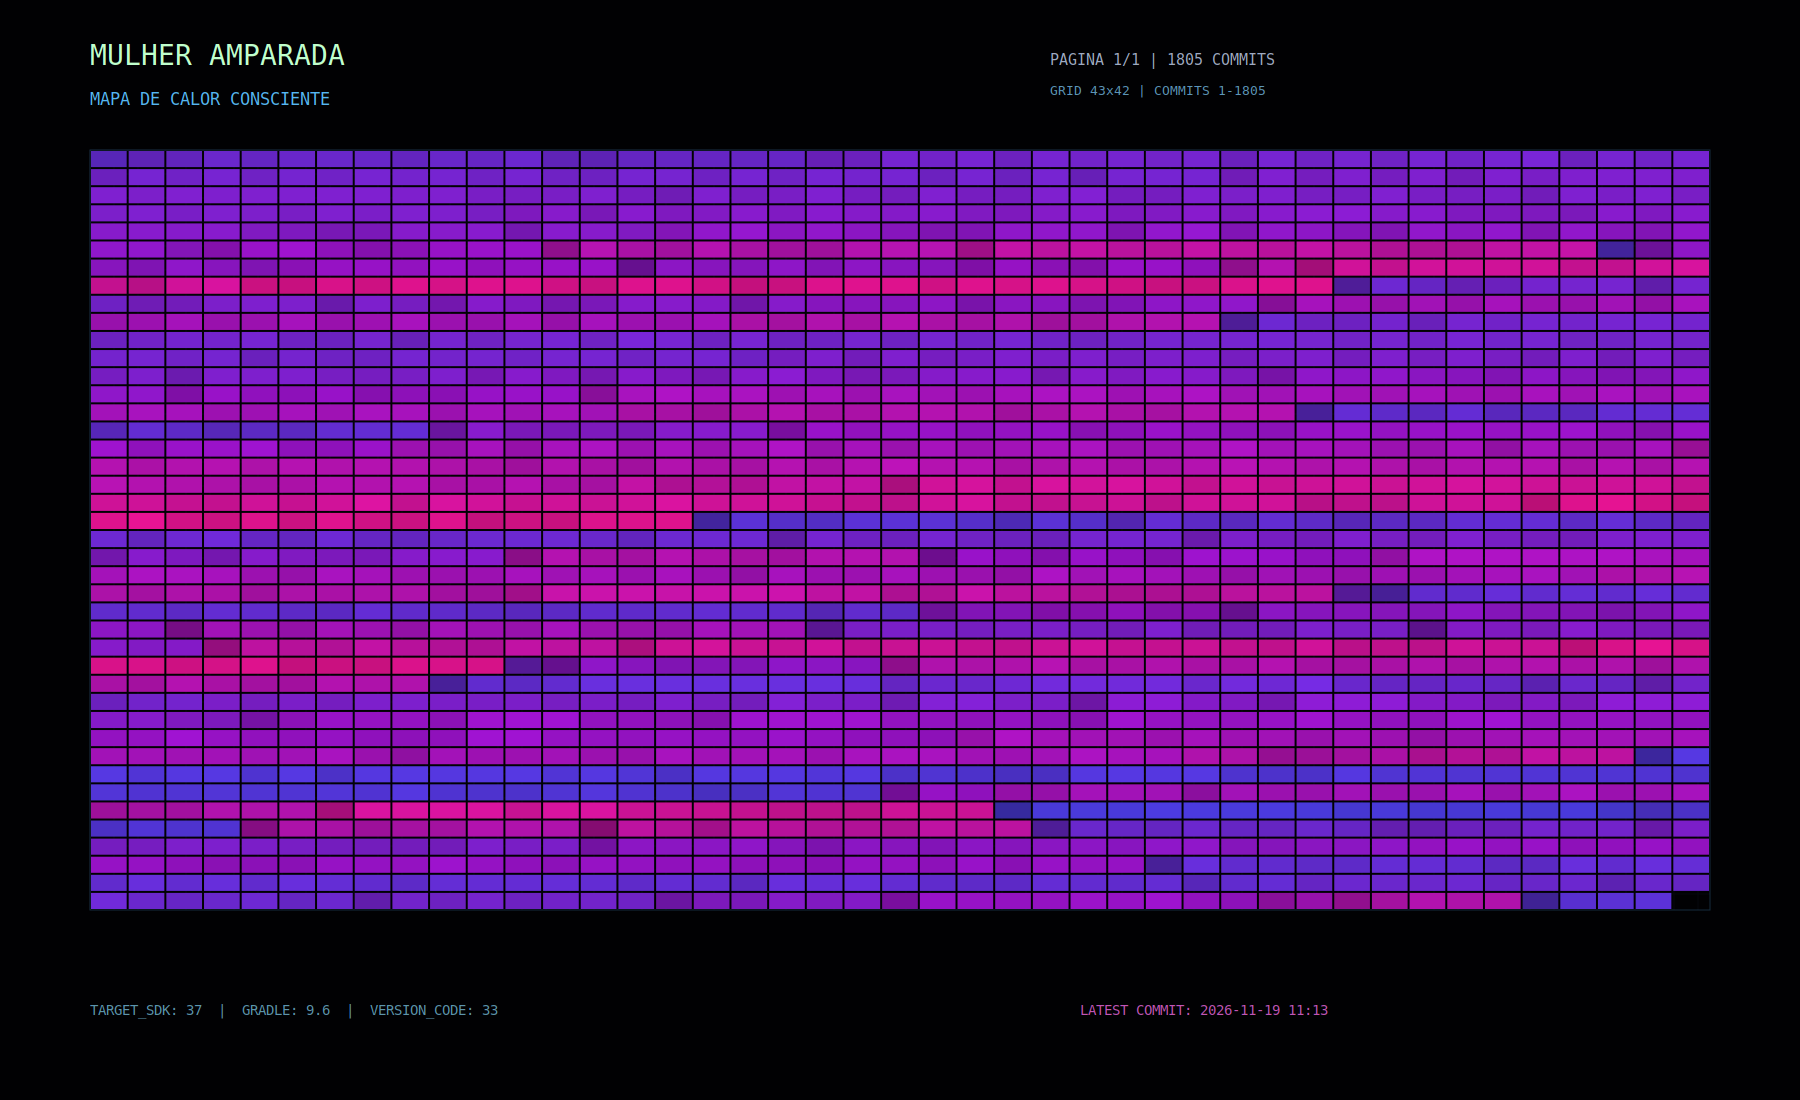 MULHER AMPARADA
MAPA DE CALOR CONSCIENTE
PAGINA 1/1 | 1805 COMMITS
GRID 43x42 | COMMITS 1-1805
TARGET_SDK: 37 | GRADLE: 9.6 | VERSION_CODE: 33
LATEST COMMIT: 2026-11-19 11:13